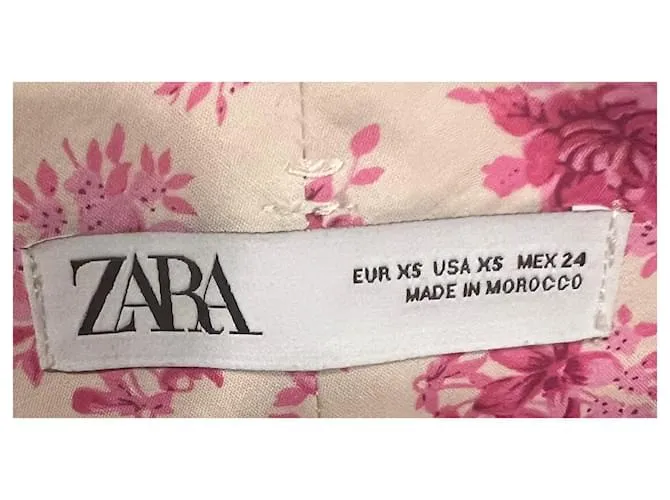 ZARA
EUR XS USA XS MEX 24
MADE IN MOROCCO